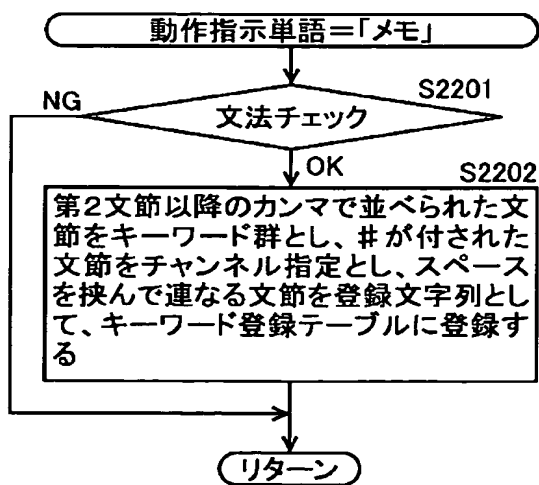 動作指示単語=「メモ」
NG
S2201
文法チェック
OK
S2202
第2文節以降のカンマで並べられた文
節をキーワード群とし、#が付された
文節をチャンネル指定とし、スペース
を挟んで連なる文節を登録文字列とし
て、キーワード登録テーブルに登録す
る
リターン